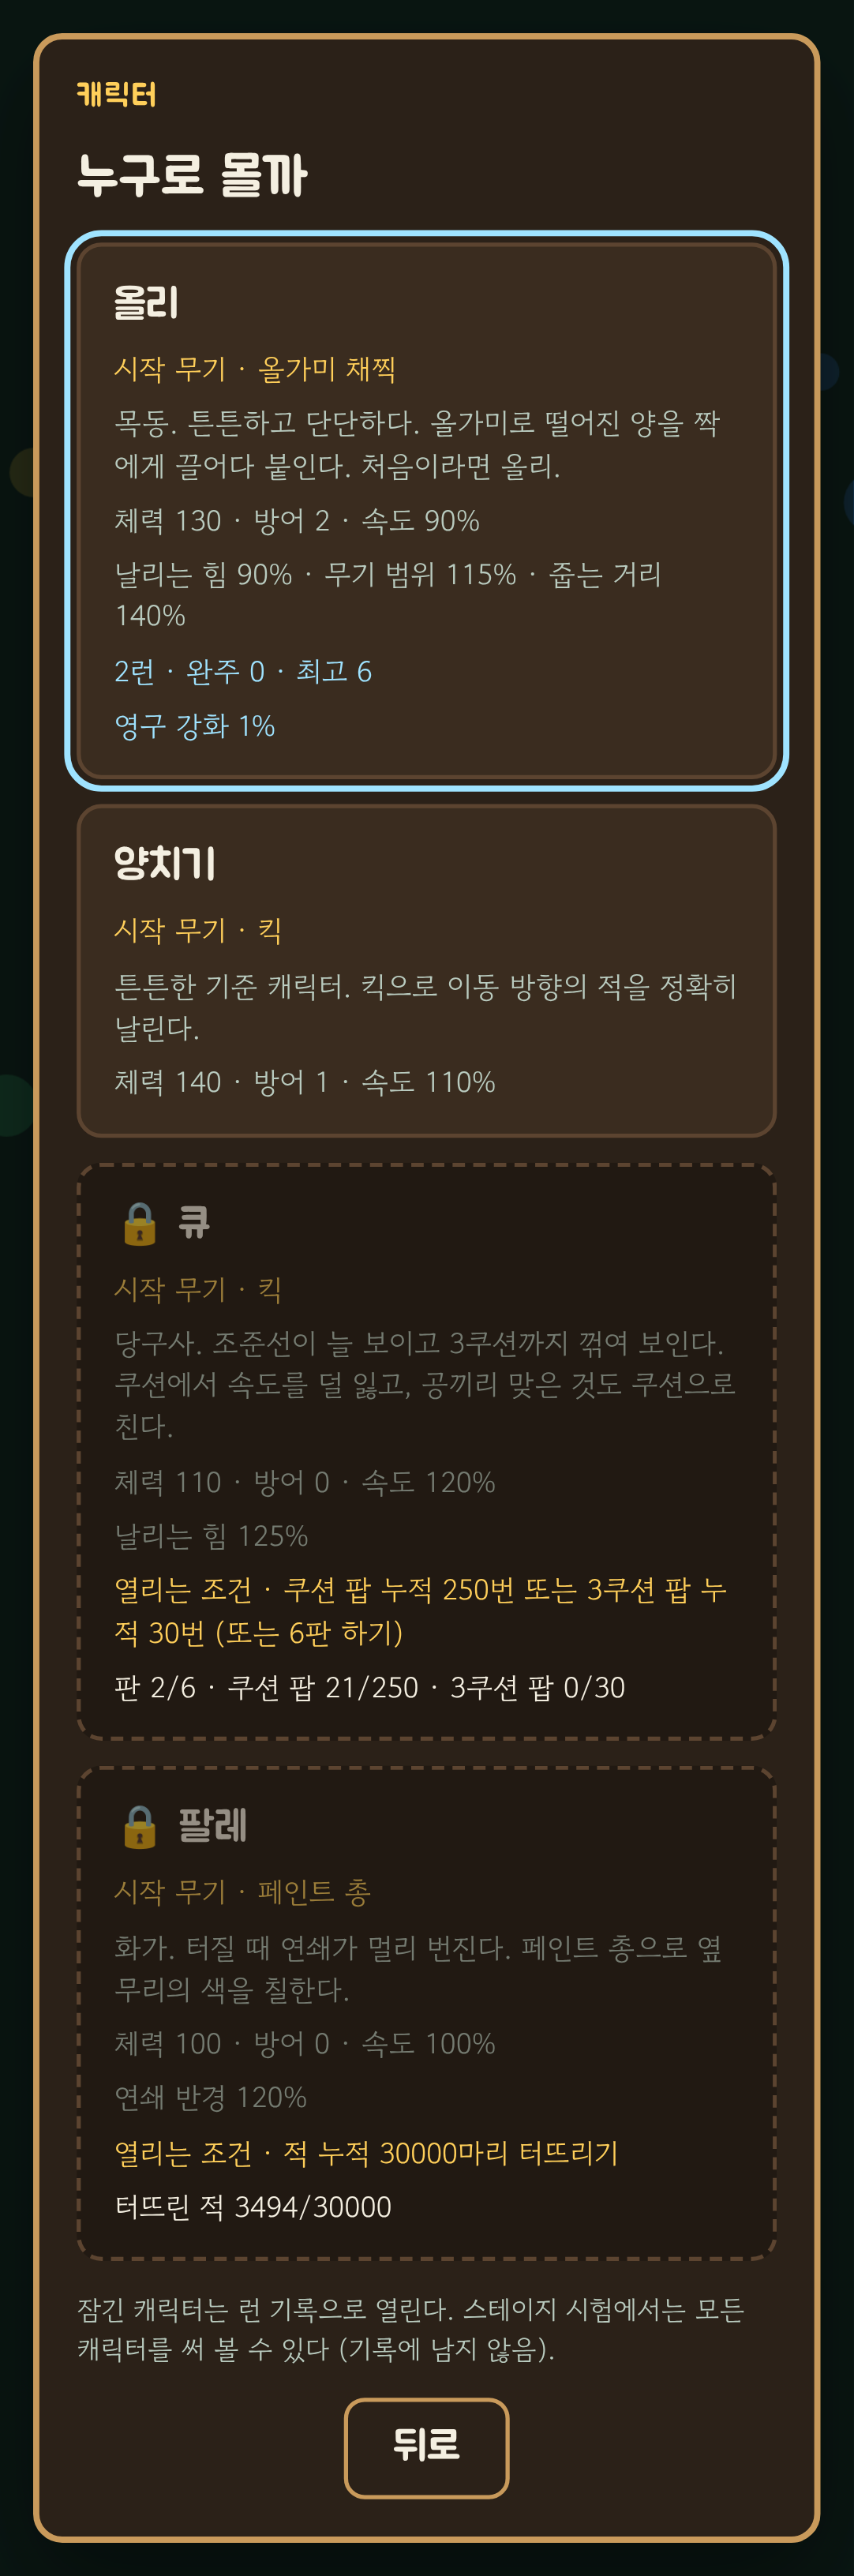 캐릭터
누구로 몰까
올리
시작 무기 · 올가미 채찍
목동. 튼튼하고 단단하다. 올가미로 떨어진 양을 짝
에게 끌어다 붙인다. 처음이라면 올리.
체력 130 · 방어 2 · 속도 90%
날리는 힘 90% · 무기 범위 115% · 줍는 거리
140%
2런 · 완주 0 · 최고 6
영구 강화 1%
양치기
시작 무기 · 킥
튼튼한 기준 캐릭터. 킥으로 이동 방향의 적을 정확히
날린다.
체력 140 · 방어 1 · 속도 110%
🔒 큐
시작 무기 · 킥
당구사. 조준선이 늘 보이고 3쿠션까지 꺾여 보인다.
쿠션에서 속도를 덜 잃고, 공끼리 맞은 것도 쿠션으로
친다.
체력 110 · 방어 0 · 속도 120%
날리는 힘 125%
열리는 조건 · 쿠션 팝 누적 250번 또는 3쿠션 팝 누
적 30번 (또는 6판 하기)
판 2/6 · 쿠션 팝 21/250 · 3쿠션 팝 0/30
🔒 팔레
시작 무기 · 페인트 총
화가. 터질 때 연쇄가 멀리 번진다. 페인트 총으로 옆
무리의 색을 칠한다.
체력 100 · 방어 0 · 속도 100%
연쇄 반경 120%
열리는 조건 · 적 누적 30000마리 터뜨리기
터뜨린 적 3494/30000
잠긴 캐릭터는 런 기록으로 열린다. 스테이지 시험에서는 모든
캐릭터를 써 볼 수 있다 (기록에 남지 않음).
뒤로